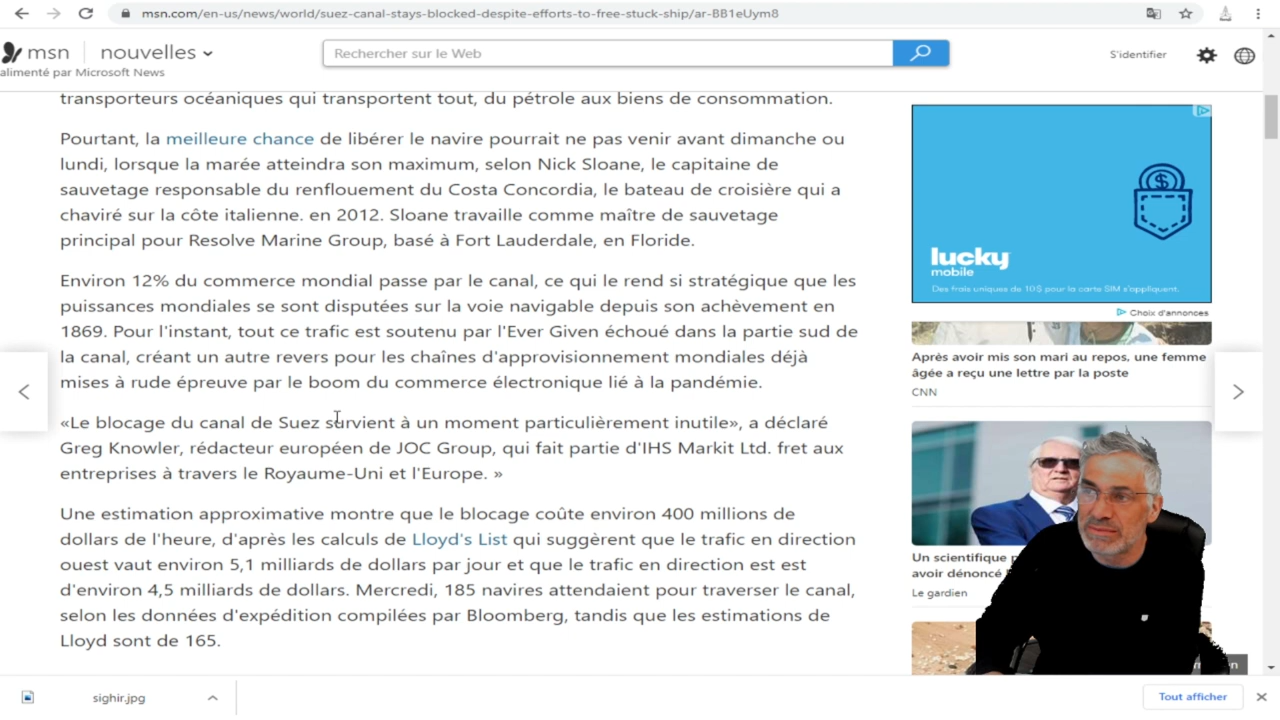 msn.com/en-us/news/world/suez-canal-stays-blocked-despite-efforts-to-free-stuck-ship/ar-BB1eUym8
msn nouvelles
alimenté par Microsoft News
Rechercher sur le Web
S'identifier
transporteurs océaniques qui transportent tout, du pétrole aux biens de consommation.
Pourtant, la meilleure chance de libérer le navire pourrait ne pas venir avant dimanche ou
lundi, lorsque la marée atteindra son maximum, selon Nick Sloane, le capitaine de
sauvetage responsable du renflouement du Costa Concordia, le bateau de croisière qui a
chaviré sur la côte italienne. en 2012. Sloane travaille comme maître de sauvetage
principal pour Resolve Marine Group, basé à Fort Lauderdale, en Floride.
Environ 12% du commerce mondial passe par le canal, ce qui le rend si stratégique que les
puissances mondiales se sont disputées sur la voie navigable depuis son achèvement en
1869. Pour l'instant, tout ce trafic est soutenu par l'Ever Given échoué dans la partie sud de
la canal, créant un autre revers pour les chaînes d'approvisionnement mondiales déjà
mises à rude épreuve par le boom du commerce électronique lié à la pandémie.
«Le blocage du canal de Suez survient à un moment particulièrement inutile», a déclaré
Greg Knowler, rédacteur européen de JOC Group, qui fait partie d'IHS Markit Ltd. fret aux
entreprises à travers le Royaume-Uni et l'Europe. »
Une estimation approximative montre que le blocage coûte environ 400 millions de
dollars de l'heure, d'après les calculs de Lloyd's List qui suggèrent que le trafic en direction
ouest vaut environ 5,1 milliards de dollars par jour et que le trafic en direction est est
d'environ 4,5 milliards de dollars. Mercredi, 185 navires attendaient pour traverser le canal,
selon les données d'expédition compilées par Bloomberg, tandis que les estimations de
Lloyd sont de 165.
lucky
mobile
Des frais uniques de 10$ pour la carte SIM s'appliquent.
Choix d'annonces
Après avoir mis son mari au repos, une femme
âgée a reçu une lettre par la poste
CNN
Un scientifique
avoir dénoncé
Le gardien
sighir.jpg
Tout afficher